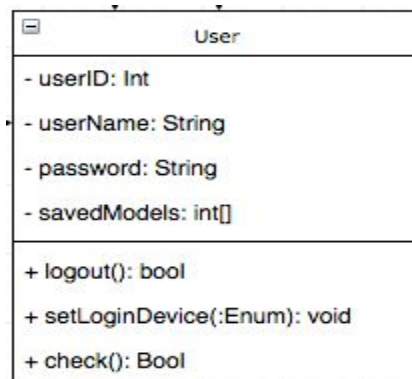 User
- userID: Int
- userName: String
- password: String
- savedModels: int[]
+ logout(): bool
+ setLoginDevice(:Enum): void
+ check(): Bool